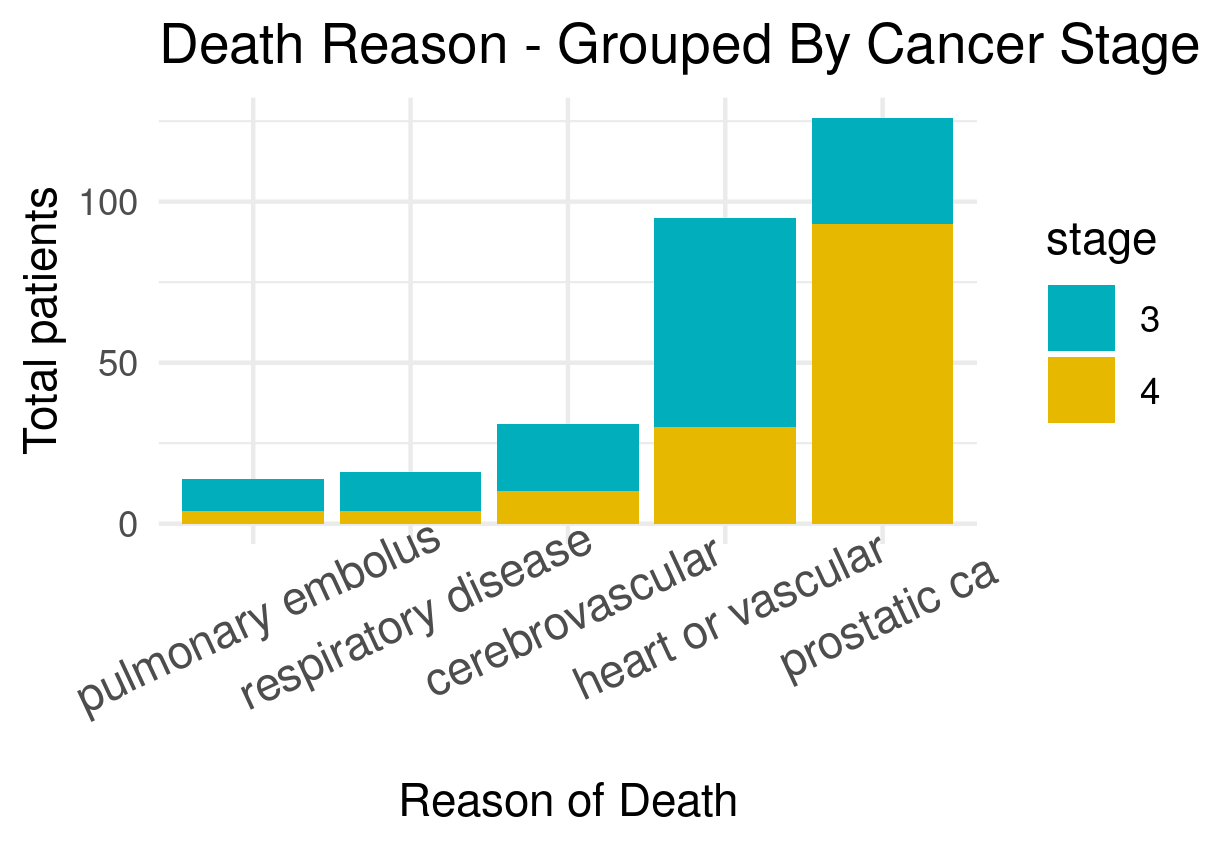 Death Reason - Grouped By Cancer Stage
Total patients
100
50
0
stage
3
4
pulmonary embolus
respiratory disease
cerebrovascular
heart or vascular
prostatic ca
Reason of Death